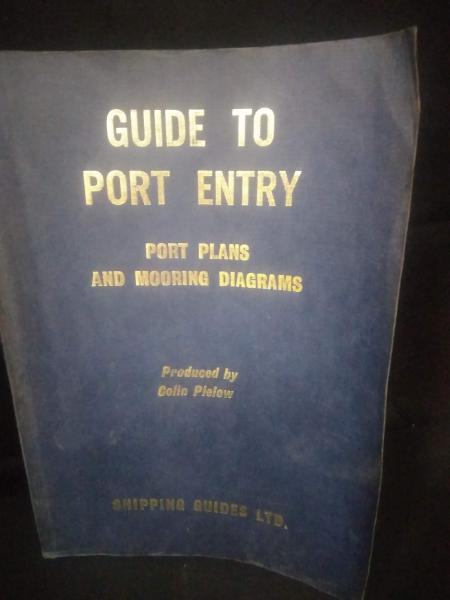 GUIDE TO
PORT ENTRY
PORT PLANS
AND MOORING DIAGRAMS
Produced by
Colin Pielow
SHIPPING GUIDES LTD.